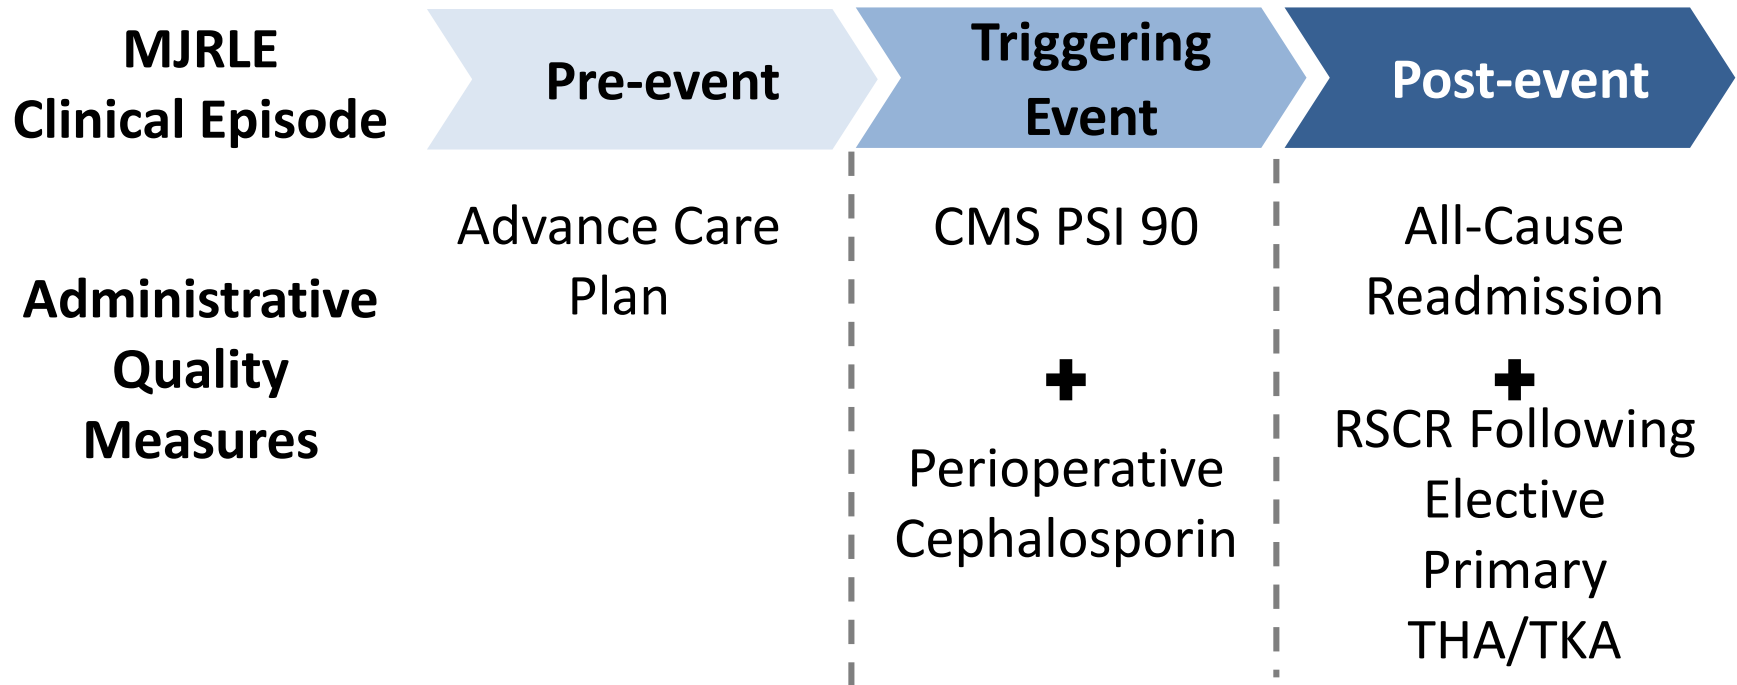 MJRLE
Clinical Episode
Pre-event
Triggering
Event
Post-event
Administrative
Quality
Measures
Advance Care
Plan
CMS PSI 90
+
Perioperative
Cephalosporin
All-Cause
Readmission
+
RSCR Following
Elective
Primary
THA/TKA